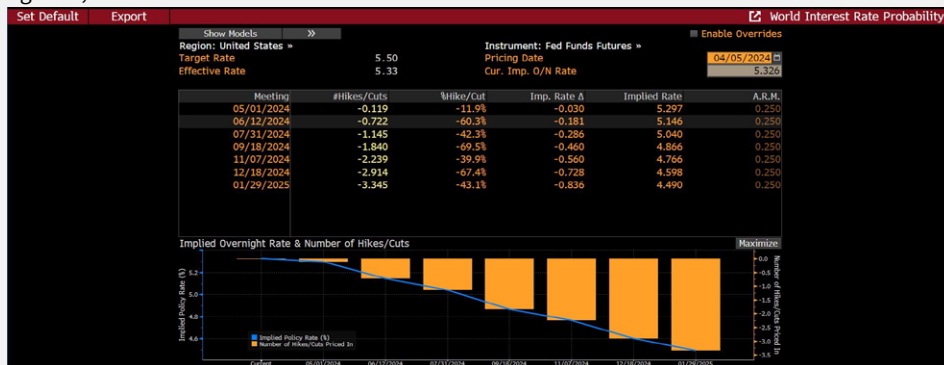 Set Default Export World Interest Rate Probability
Show Models » Enable Overrides
Region: United States » Instrument: Fed Funds Futures »
Target Rate 5.50 Pricing Date 04/05/2024
Effective Rate 5.33 Cur. Imp. O/N Rate 5.326
Meeting #Hikes/Cuts %Hike/Cut Imp. Rate Δ Implied Rate A.R.M.
05/01/2024 -0.119 -11.9% -0.030 5.297 0.250
06/12/2024 -0.722 -60.3% -0.181 5.146 0.250
07/31/2024 -1.145 -42.3% -0.286 5.040 0.250
09/18/2024 -1.840 -69.5% -0.460 4.866 0.250
11/07/2024 -2.239 -39.9% -0.560 4.766 0.250
12/18/2024 -2.914 -67.4% -0.728 4.598 0.250
01/29/2025 -3.345 -43.1% -0.836 4.490 0.250
Implied Overnight Rate & Number of Hikes/Cuts Maximize
Implied Policy Rate (%)
5.2
5.0
4.8
4.6
Implied Policy Rate (%)
Number of Hikes/Cuts Priced In
0.0
-0.5
-1.0
-1.5
-2.0
-2.5
-3.0
-3.5
Number of Hikes/Cuts Priced In
Current 05/01/2024 06/12/2024 07/31/2024 09/18/2024 11/07/2024 12/18/2024 01/29/2025